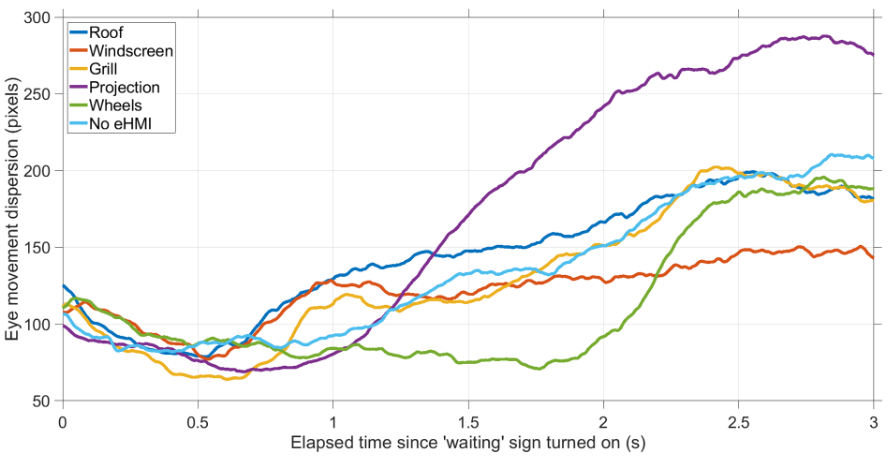 300
250
200
150
100
50
Eye movement dispersion (pixels)
Roof
Windscreen
Grill
Projection
Wheels
No eHMI
0 0.5 1 1.5 2 2.5 3
Elapsed time since 'waiting' sign turned on (s)